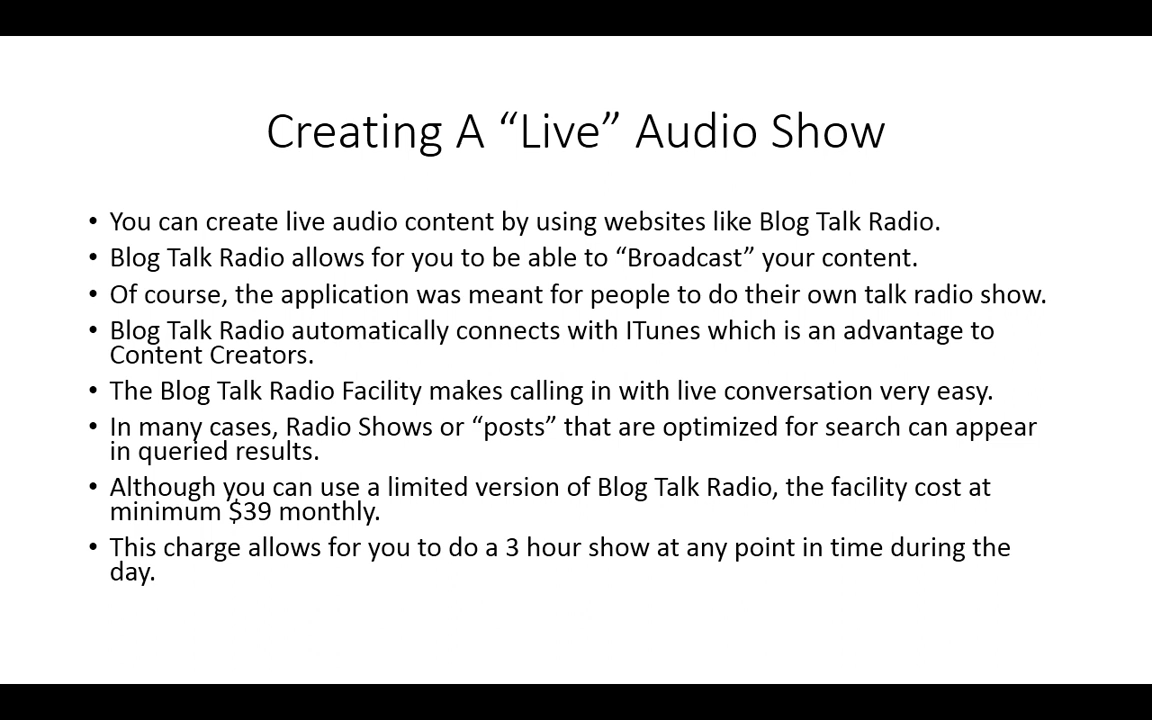 Creating A “Live” Audio Show
• You can create live audio content by using websites like Blog Talk Radio.
• Blog Talk Radio allows for you to be able to “Broadcast” your content.
• Of course, the application was meant for people to do their own talk radio show.
• Blog Talk Radio automatically connects with ITunes which is an advantage to
Content Creators.
• The Blog Talk Radio Facility makes calling in with live conversation very easy.
• In many cases, Radio Shows or “posts” that are optimized for search can appear
in queried results.
• Although you can use a limited version of Blog Talk Radio, the facility cost at
minimum $39 monthly.
• This charge allows for you to do a 3 hour show at any point in time during the
day.